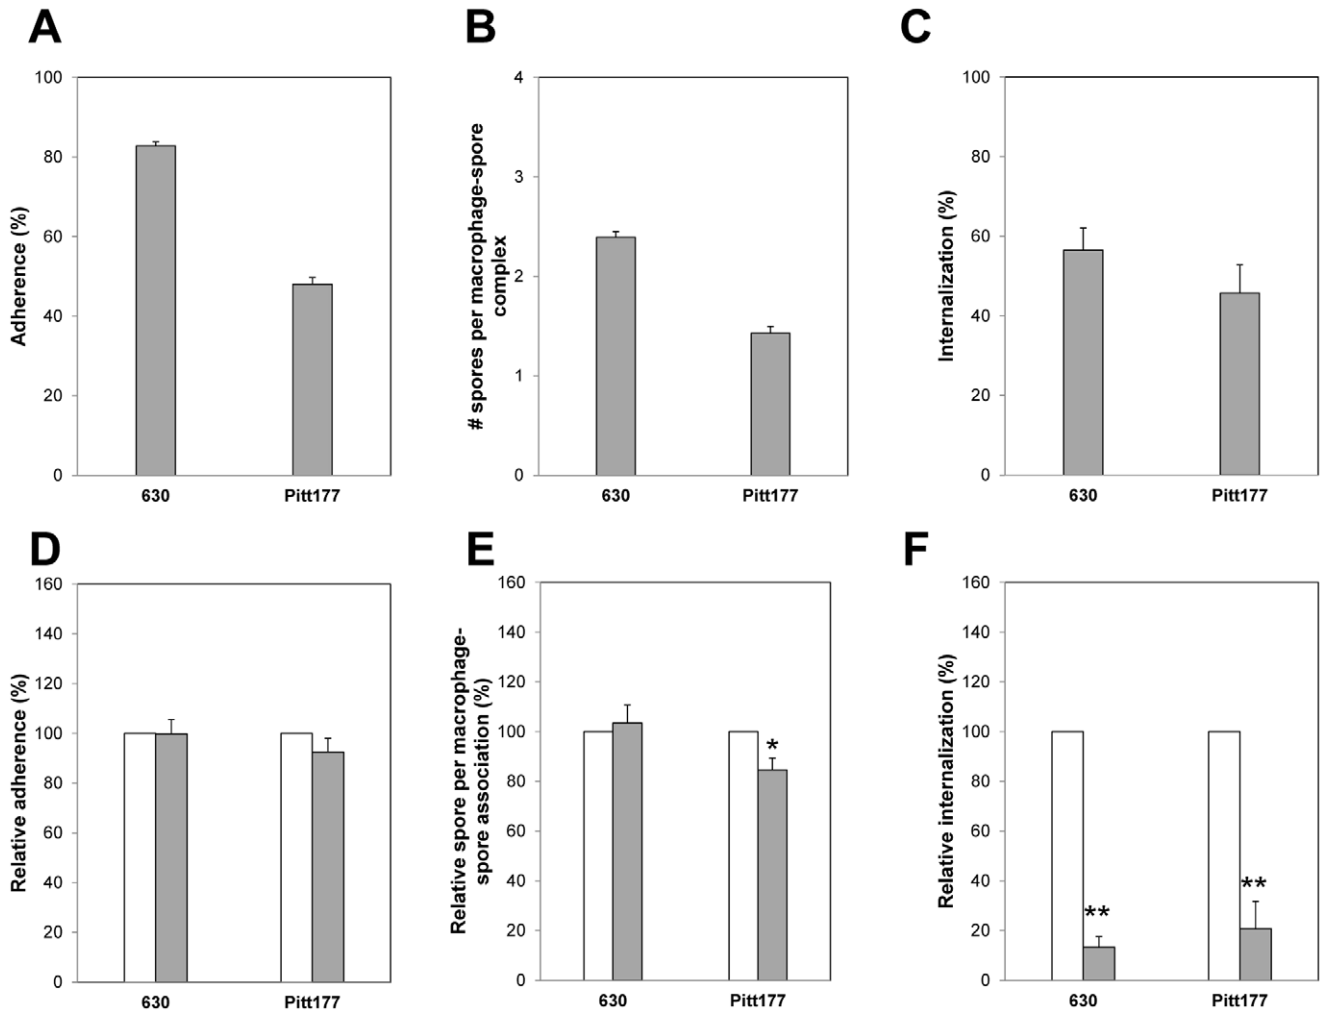 A
Adherence (%)
100
80
60
40
20
0
630 Pitt177
B
# spores per macrophage-spore
complex
4
3
2
1
0
630 Pitt177
C
Internalization (%)
100
80
60
40
20
0
630 Pitt177
D
Relative adherence (%)
160
140
120
100
80
60
40
20
0
630 Pitt177
E
Relative spore per macrophage-
spore association (%)
160
140
120
100
80
60
40
20
0
*
630 Pitt177
F
Relative internalization (%)
160
140
120
100
80
60
40
20
0
**
**
630 Pitt177